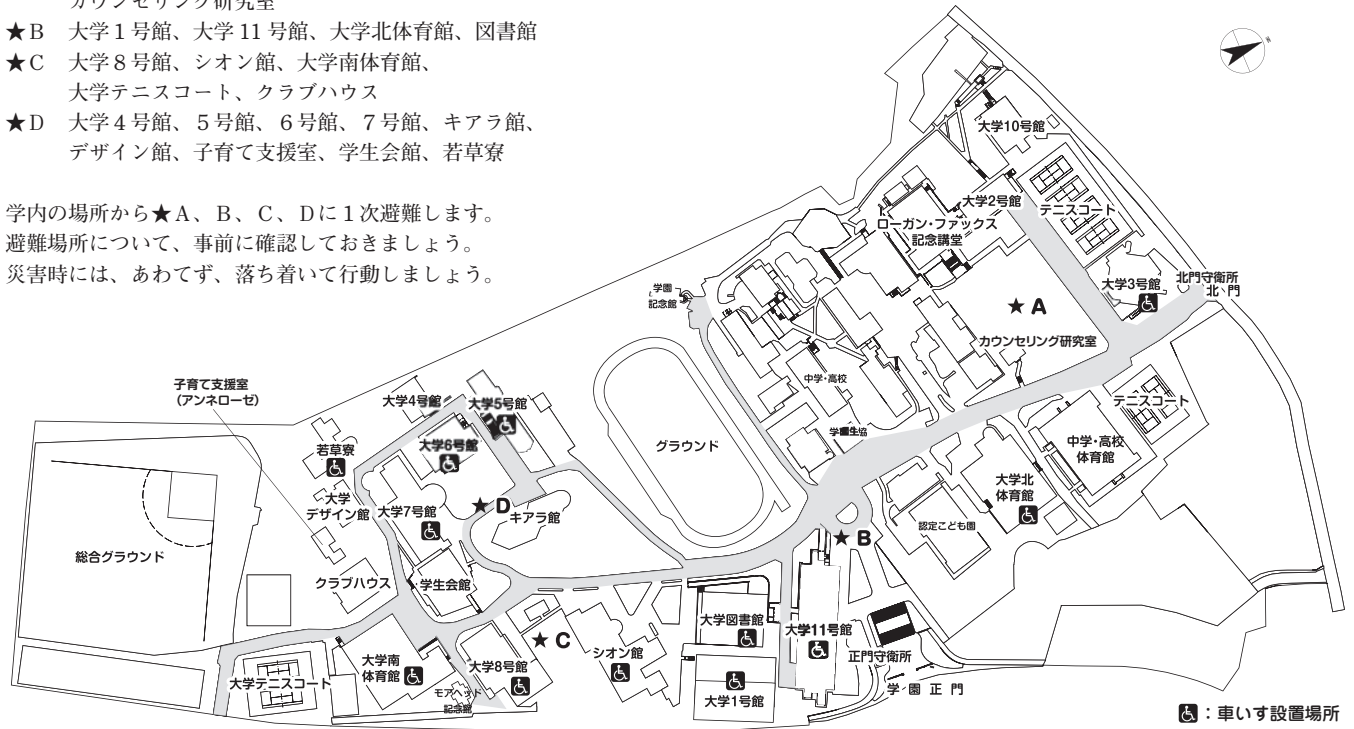 カウンセリング研究室
★B 大学1号館、大学11号館、大学北体育館、図書館
★C 大学8号館、シオン館、大学南体育館、
大学テニスコート、クラブハウス
★D 大学4号館、5号館、6号館、7号館、キアラ館、
デザイン館、子育て支援室、学生会館、若草寮
学内の場所から★A、B、C、Dに1次避難します。
避難場所について、事前に確認しておきましょう。
災害時には、あわてず、落ち着いて行動しましょう。
N
大学10号館
大学2号館
テニスコート
ローガン・ファックス
記念講堂
大学3号館
北門守衛所
北門
学園
記念館
★A
カウンセリング研究室
中学・高校
テニスコート
子育て支援室
(アンネローゼ)
大学4号館
大学5号館
グラウンド
学園生協
中学・高校
体育館
若草寮
大学6号館
大学北
体育館
大学
デザイン館
大学7号館
★D
キアラ館
認定こども園
★B
総合グラウンド
クラブハウス
学生会館
大学図書館
大学11号館
★C
シオン館
正門守衛所
大学南
体育館
大学8号館
大学テニスコート
モアヘッド
記念館
大学1号館
学園正門
:車いす設置場所